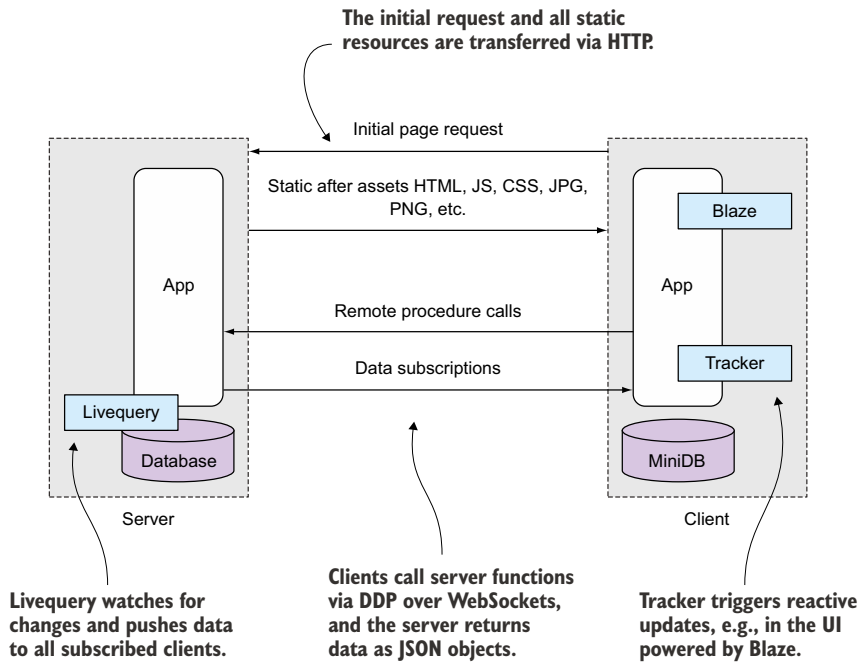 The initial request and all static
resources are transferred via HTTP.
Initial page request
Static after assets HTML, JS, CSS, JPG,
PNG, etc.
Blaze
App
App
Remote procedure calls
Tracker
Data subscriptions
Livequery
Database
MiniDB
Server
Client
Livequery watches for
changes and pushes data
to all subscribed clients.
Clients call server functions
via DDP over WebSockets,
and the server returns
data as JSON objects.
Tracker triggers reactive
updates, e.g., in the UI
powered by Blaze.